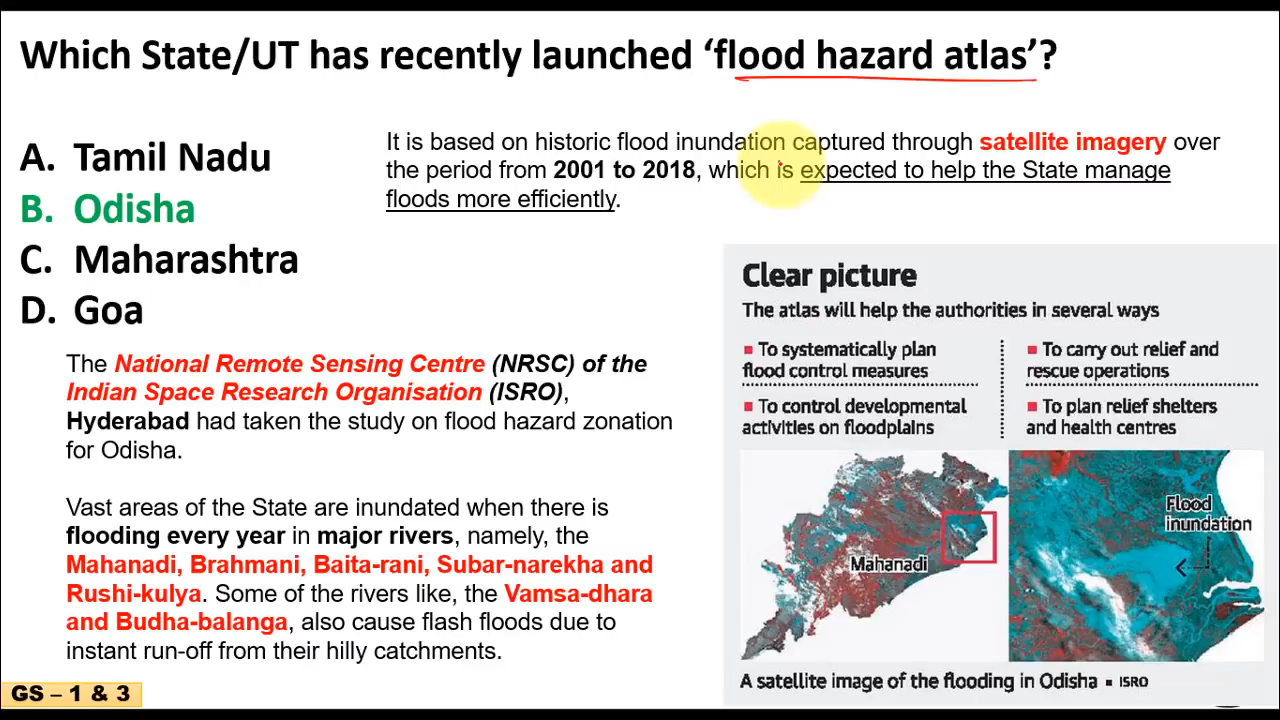 Which State/UT has recently launched ‘flood hazard atlas’?
A. Tamil Nadu
B. Odisha
C. Maharashtra
D. Goa
It is based on historic flood inundation captured through satellite imagery over
the period from 2001 to 2018, which is expected to help the State manage
floods more efficiently.
The National Remote Sensing Centre (NRSC) of the
Indian Space Research Organisation (ISRO),
Hyderabad had taken the study on flood hazard zonation
for Odisha.
Vast areas of the State are inundated when there is
flooding every year in major rivers, namely, the
Mahanadi, Brahmani, Baita-rani, Subar-narekha and
Rushi-kulya. Some of the rivers like, the Vamsa-dhara
and Budha-balanga, also cause flash floods due to
instant run-off from their hilly catchments.
GS – 1 & 3
Clear picture
The atlas will help the authorities in several ways
■ To systematically plan
flood control measures
■ To control developmental
activities on floodplains
■ To carry out relief and
rescue operations
■ To plan relief shelters
and health centres
Mahanadi
Flood
inundation
A satellite image of the flooding in Odisha ▪ ISRO